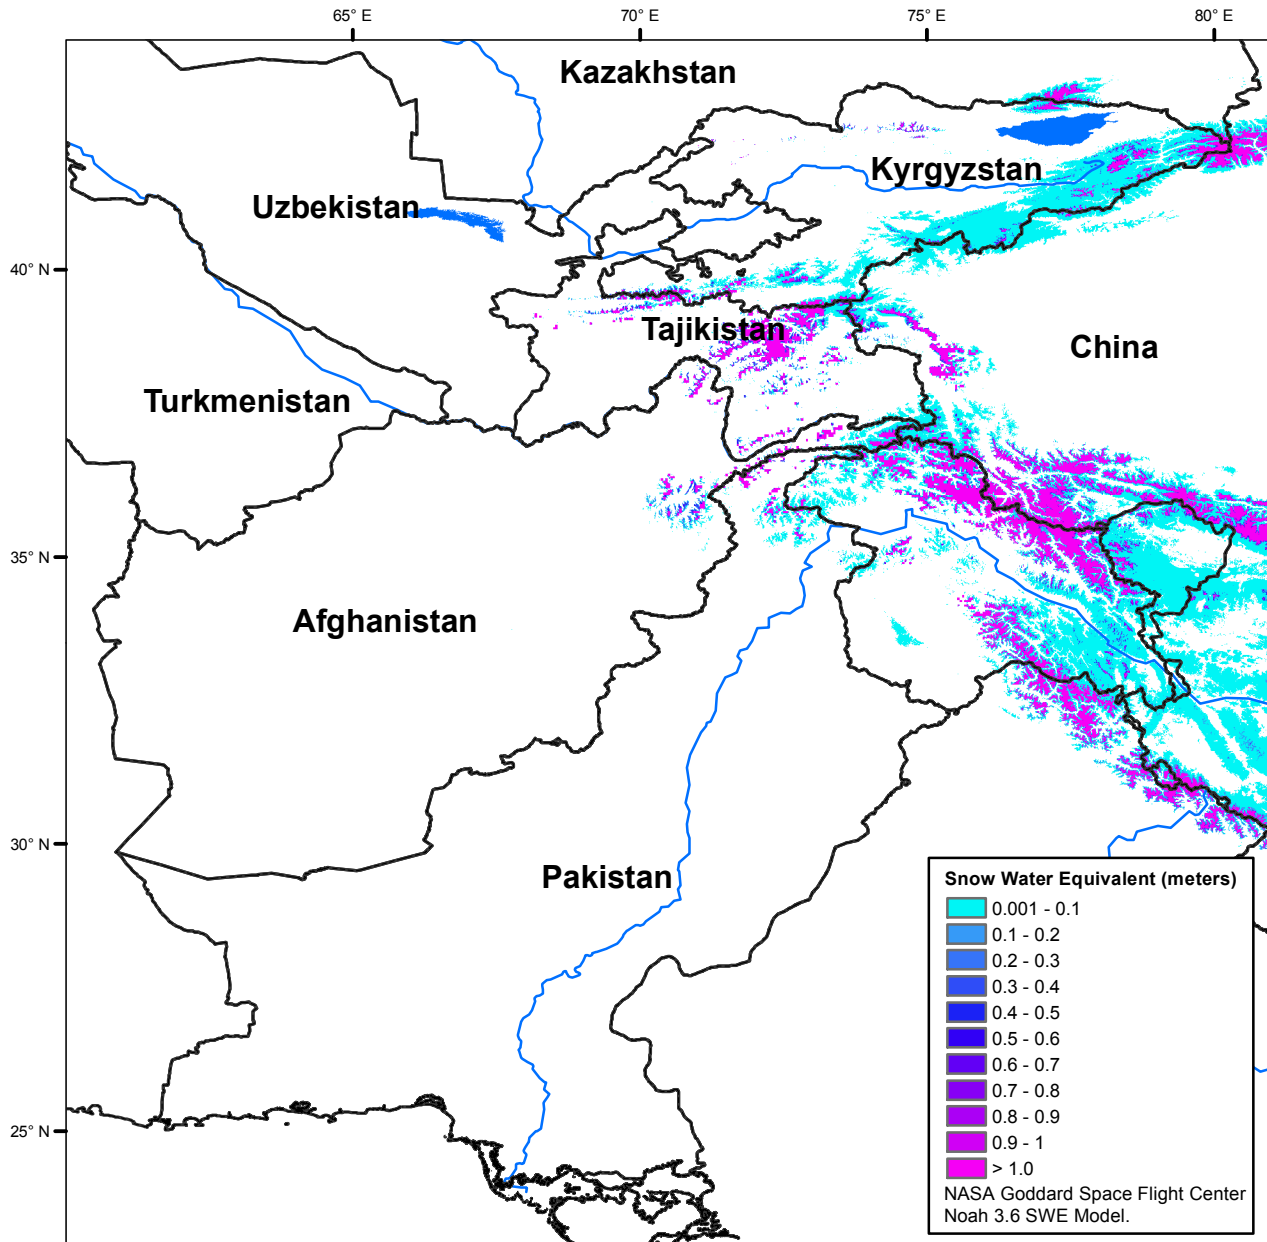 65° E
70° E
75° E
80° E
Kazakhstan
Kyrgyzstan
Uzbekistan
40° N
Tajikistan
China
Turkmenistan
35° N
Afghanistan
30° N
Pakistan
25° N
Snow Water Equivalent (meters)
0.001 - 0.1
0.1 - 0.2
0.2 - 0.3
0.3 - 0.4
0.4 - 0.5
0.5 - 0.6
0.6 - 0.7
0.7 - 0.8
0.8 - 0.9
0.9 - 1
> 1.0
NASA Goddard Space Flight Center
Noah 3.6 SWE Model.